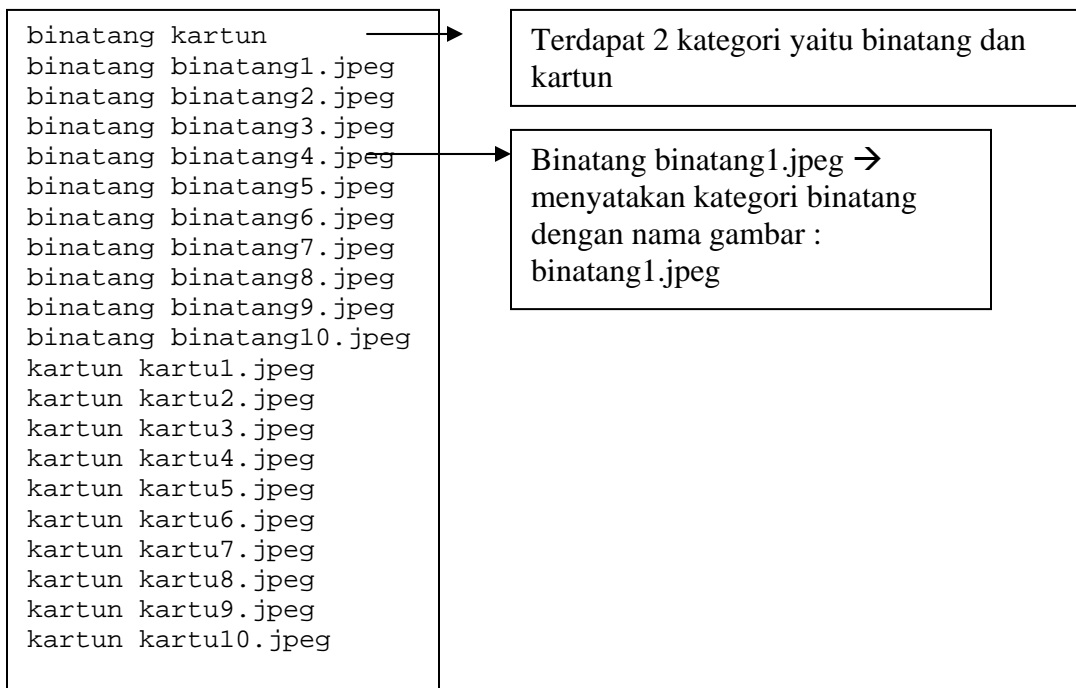 binatang kartun
binatang binatang1.jpeg
binatang binatang2.jpeg
binatang binatang3.jpeg
binatang binatang4.jpeg
binatang binatang5.jpeg
binatang binatang6.jpeg
binatang binatang7.jpeg
binatang binatang8.jpeg
binatang binatang9.jpeg
binatang binatang10.jpeg
kartun kartu1.jpeg
kartun kartu2.jpeg
kartun kartu3.jpeg
kartun kartu4.jpeg
kartun kartu5.jpeg
kartun kartu6.jpeg
kartun kartu7.jpeg
kartun kartu8.jpeg
kartun kartu9.jpeg
kartun kartu10.jpeg
Terdapat 2 kategori yaitu binatang dan
kartun
Binatang binatang1.jpeg →
menyatakan kategori binatang
dengan nama gambar :
binatang1.jpeg